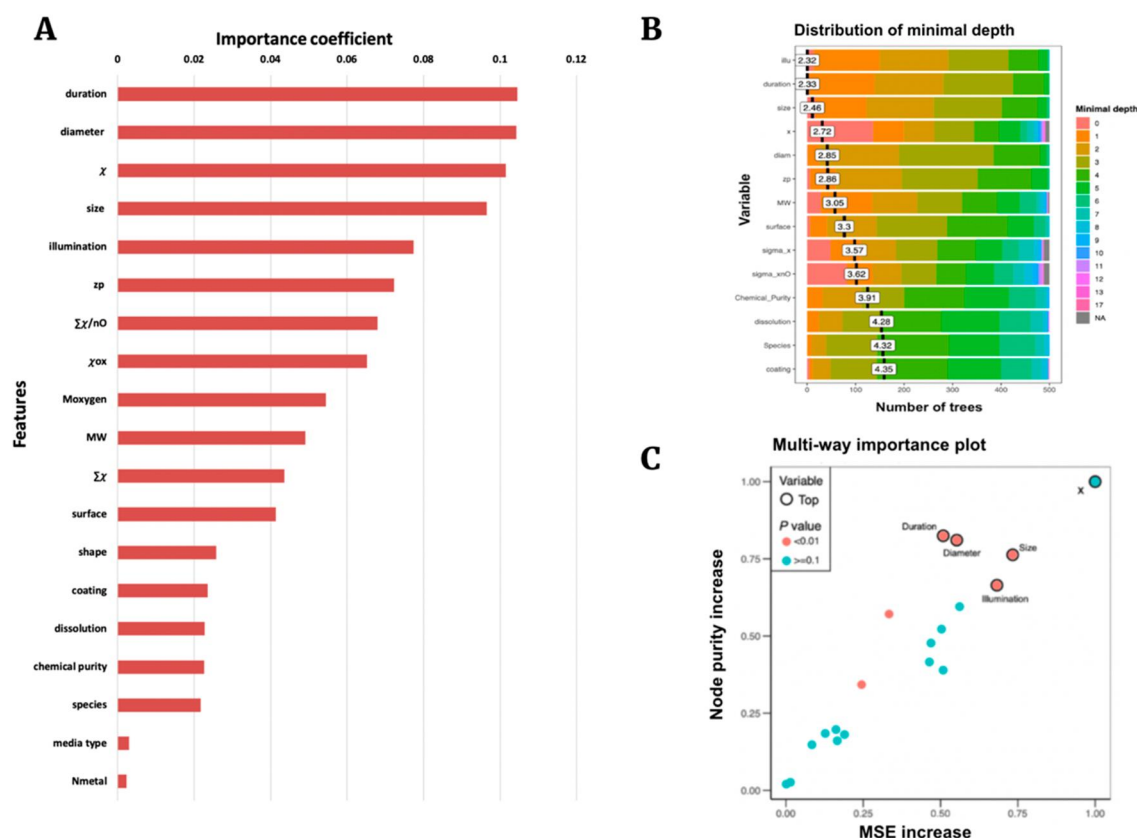 A
Importance coefficient
0 0.02 0.04 0.06 0.08 0.1 0.12
Features
duration
diameter
χ
size
illumination
zp
∑χ/nO
χox
Moxygen
MW
∑χ
surface
shape
coating
dissolution
chemical purity
species
media type
Nmetal
B
Distribution of minimal depth
Variable
illu 2.32
duration 2.33
size 2.46
x 2.72
diam 2.85
zp 2.86
MW 3.05
surface 3.3
sigma_x 3.57
sigma_xnO 3.62
Chemical_Purity 3.91
dissolution 4.28
Species 4.32
coating 4.35
0 100 200 300 400 500
Number of trees
Minimal depth
0
1
2
3
4
5
6
7
8
9
10
11
12
13
17
NA
C
Multi-way importance plot
Node purity increase
1.00
0.75
0.50
0.25
0.00
Variable
Top
P value
<0.01
>=0.1
X
Duration
Diameter
Size
Illumination
0.00 0.25 0.50 0.75 1.00
MSE increase